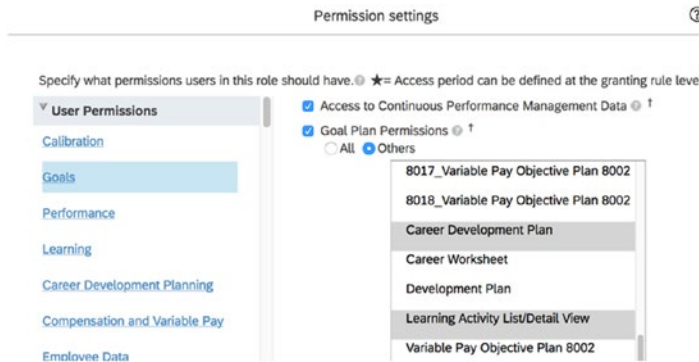 Permission settings
Specify what permissions users in this role should have. ★= Access period can be defined at the granting rule leve
User Permissions
Calibration
Goals
Performance
Learning
Career Development Planning
Compensation and Variable Pay
Employee Data
Access to Continuous Performance Management Data †
Goal Plan Permissions †
All Others
8017_Variable Pay Objective Plan 8002
8018_Variable Pay Objective Plan 8002
Career Development Plan
Career Worksheet
Development Plan
Learning Activity List/Detail View
Variable Pay Objective Plan 8002